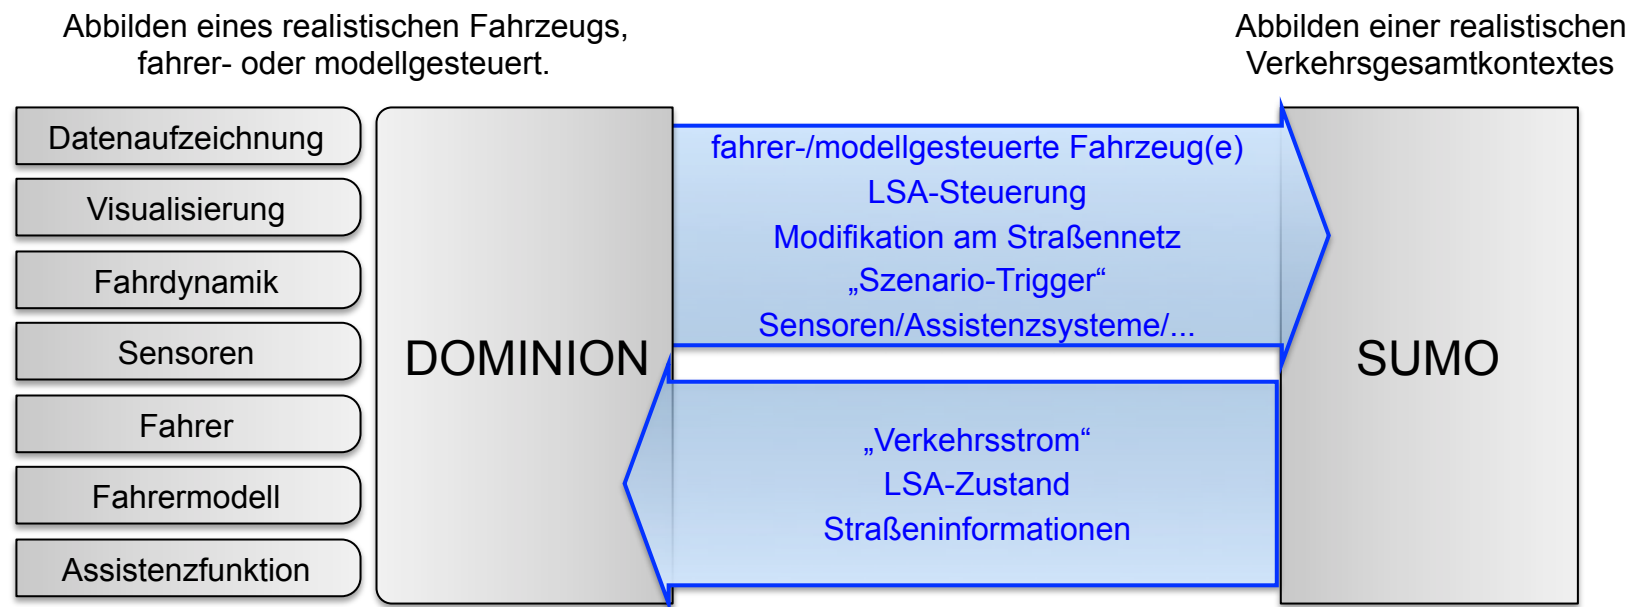 Abbilden eines realistischen Fahrzeugs,
fahrer- oder modellgesteuert.
Abbilden einer realistischen
Verkehrsgesamtkontextes
Datenaufzeichnung
Visualisierung
Fahrdynamik
Sensoren
Fahrer
Fahrermodell
Assistenzfunktion
DOMINION
fahrer-/modellgesteuerte Fahrzeug(e)
LSA-Steuerung
Modifikation am Straßennetz
„Szenario-Trigger“
Sensoren/Assistenzsysteme/...
„Verkehrsstrom“
LSA-Zustand
Straßeninformationen
SUMO